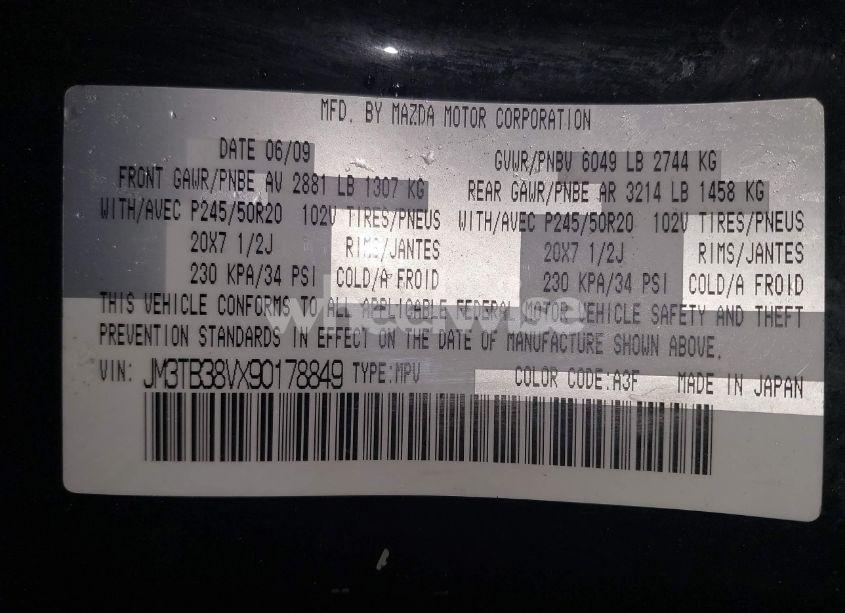 MFD. BY MAZDA MOTOR CORPORATION
DATE 06/09 GVWR/PNBV 6049 LB 2744 KG
FRONT GAWR/PNBE AV 2881 LB 1307 KG REAR GAWR/PNBE AR 3214 LB 1458 KG
WITH/AVEC P245/50R20 102V TIRES/PNEUS WITH/AVEC P245/50R20 102V TIRES/PNEUS
20X7 1/2J RIMS/JANTES 20X7 1/2J RIMS/JANTES
230 KPA/34 PSI COLD/A FROID 230 KPA/34 PSI COLD/A FROID
THIS VEHICLE CONFORMS TO ALL APPLICABLE FEDERAL MOTOR VEHICLE SAFETY AND THEFT
PREVENTION STANDARDS IN EFFECT ON THE DATE OF MANUFACTURE SHOWN ABOVE.
VIN: JM3TB38VX90178849 TYPE:MPV COLOR CODE:A3F MADE IN JAPAN